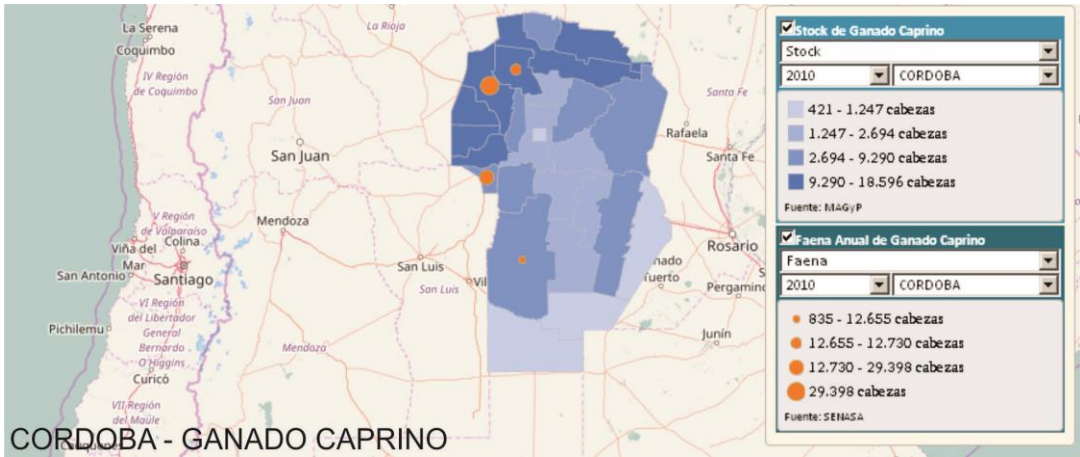 La Serena
Coquimbo
La Rioja
IV Región
de Coquimbo
San Juan
San Juan
Santa Fe
Rafaela
Santa Fe
V Región
de Valparaíso
Mendoza
Viña del
Mar
Colina
San Antonio
Santiago
San Luis
San Luis
Vil
Rosario
nado
uerto
Pergamino
VI Región
del Libertador
General
Bernardo
O'Higgins
Pichilemu
Mendoza
Junín
Curicó
VII Región
del Maule
CORDOBA - GANADO CAPRINO
Stock de Ganado Caprino
Stock
2010 CORDOBA
421 - 1.247 cabezas
1.247 - 2.694 cabezas
2.694 - 9.290 cabezas
9.290 - 18.596 cabezas
Fuente: MAGyP
Faena Anual de Ganado Caprino
Faena
2010 CORDOBA
835 - 12.655 cabezas
12.655 - 12.730 cabezas
12.730 - 29.398 cabezas
29.398 cabezas
Fuente: SENASA